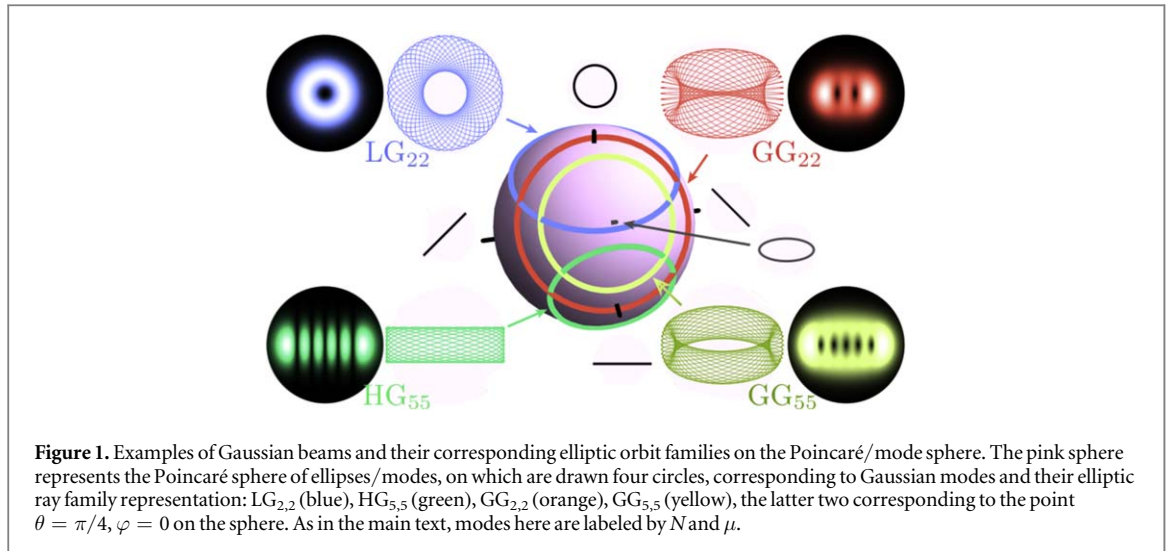 LG₂₂
GG₂₂
HG₅₅
GG₅₅
Figure 1. Examples of Gaussian beams and their corresponding elliptic orbit families on the Poincaré/mode sphere. The pink sphere
represents the Poincaré sphere of ellipses/modes, on which are drawn four circles, corresponding to Gaussian modes and their elliptic
ray family representation: LG₂,₂ (blue), HG₅,₅ (green), GG₂,₂ (orange), GG₅,₅ (yellow), the latter two corresponding to the point
θ = π/4, φ = 0 on the sphere. As in the main text, modes here are labeled by N and μ.